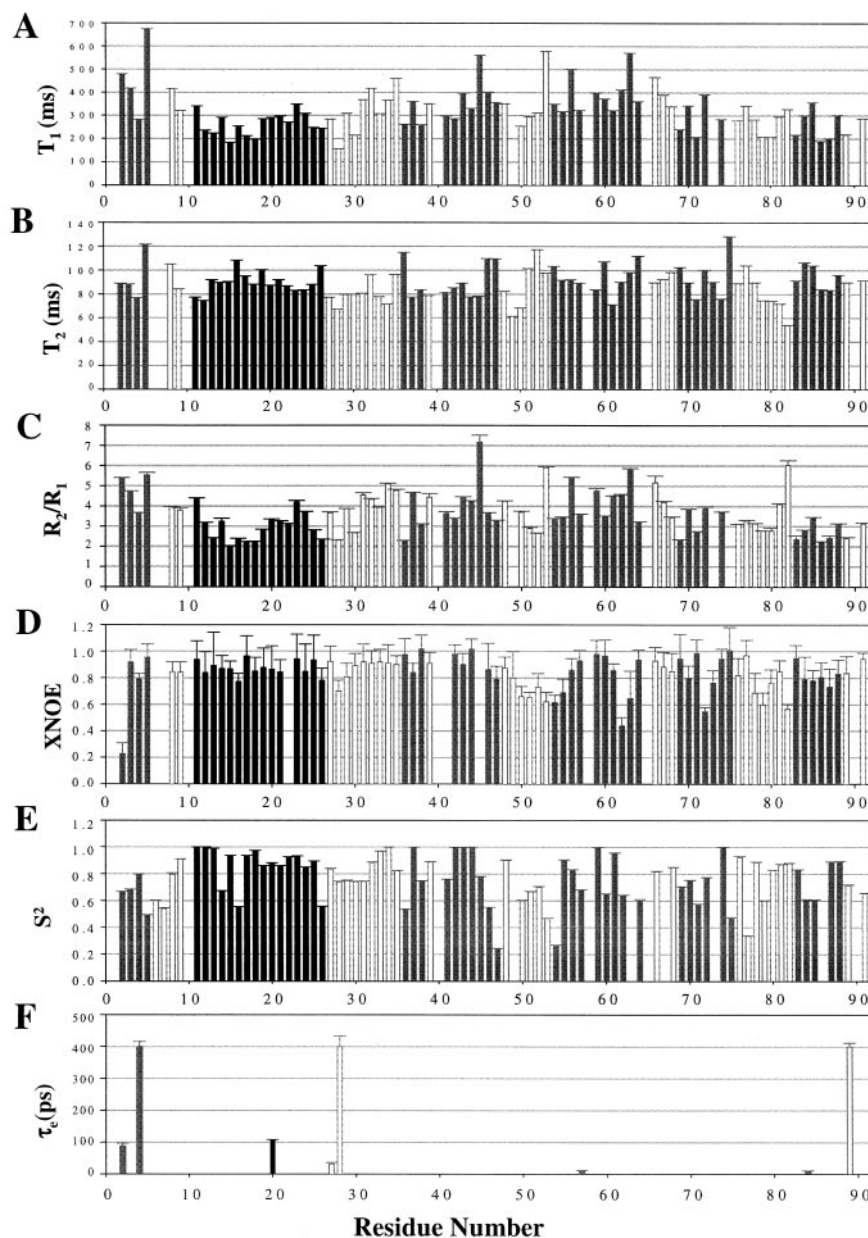 A
T1 (ms)
700
600
500
400
300
200
100
0
0 10 20 30 40 50 60 70 80 90
B
T2 (ms)
140
120
100
80
60
40
20
0
0 10 20 30 40 50 60 70 80 90
C
R2/R1
8
7
6
5
4
3
2
1
0
0 10 20 30 40 50 60 70 80 90
D
XNOE
1.2
1.0
0.8
0.6
0.4
0.2
0.0
0 10 20 30 40 50 60 70 80 90
E
S²
1.2
1.0
0.8
0.6
0.4
0.2
0.0
0 10 20 30 40 50 60 70 80 90
F
τe(ps)
500
400
300
200
100
0
0 10 20 30 40 50 60 70 80 90
Residue Number